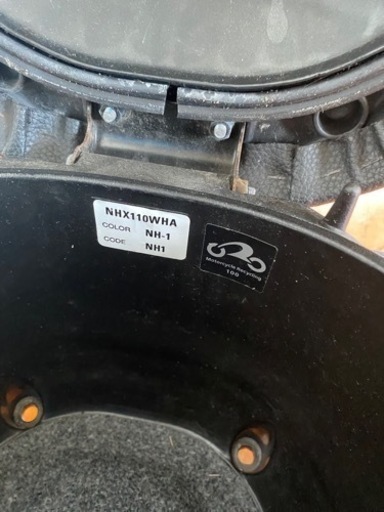 NHX110WHA
COLOR NH-1
CODE NH1
Motorcycle Recycling
100